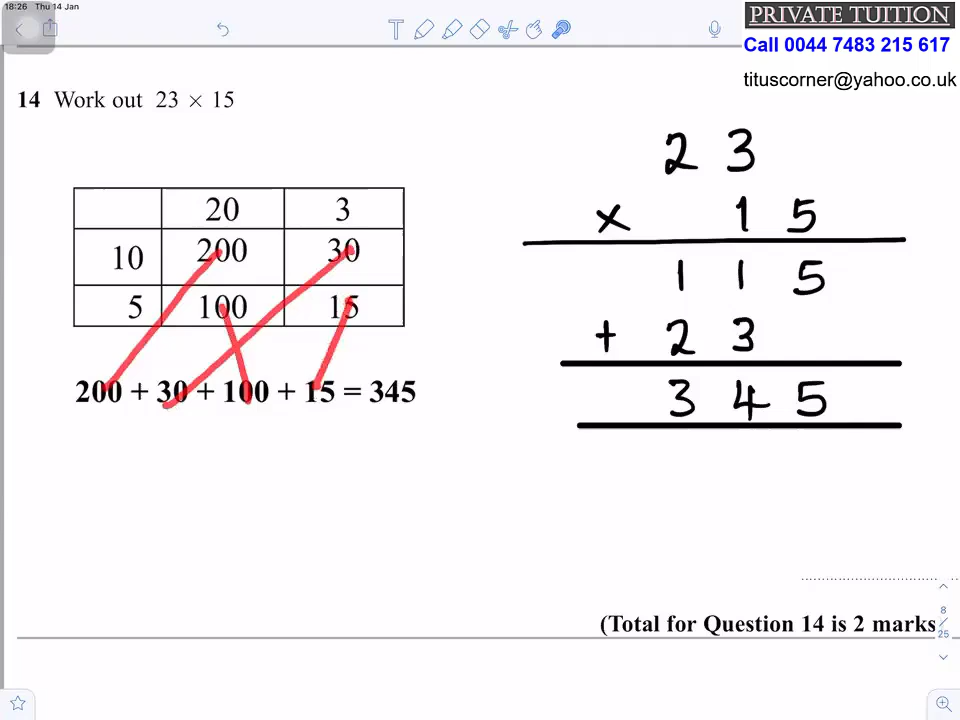 18:26 Thu 14 Jan
PRIVATE TUITION
Call 0044 7483 215 617
tituscorner@yahoo.co.uk
T
14 Work out 23 × 15
20 3
10 200 30
5 100 15
200 + 30 + 100 + 15 = 345
2 3
× 1 5
1 1 5
+ 2 3
3 4 5
(Total for Question 14 is 2 marks
8
/
25